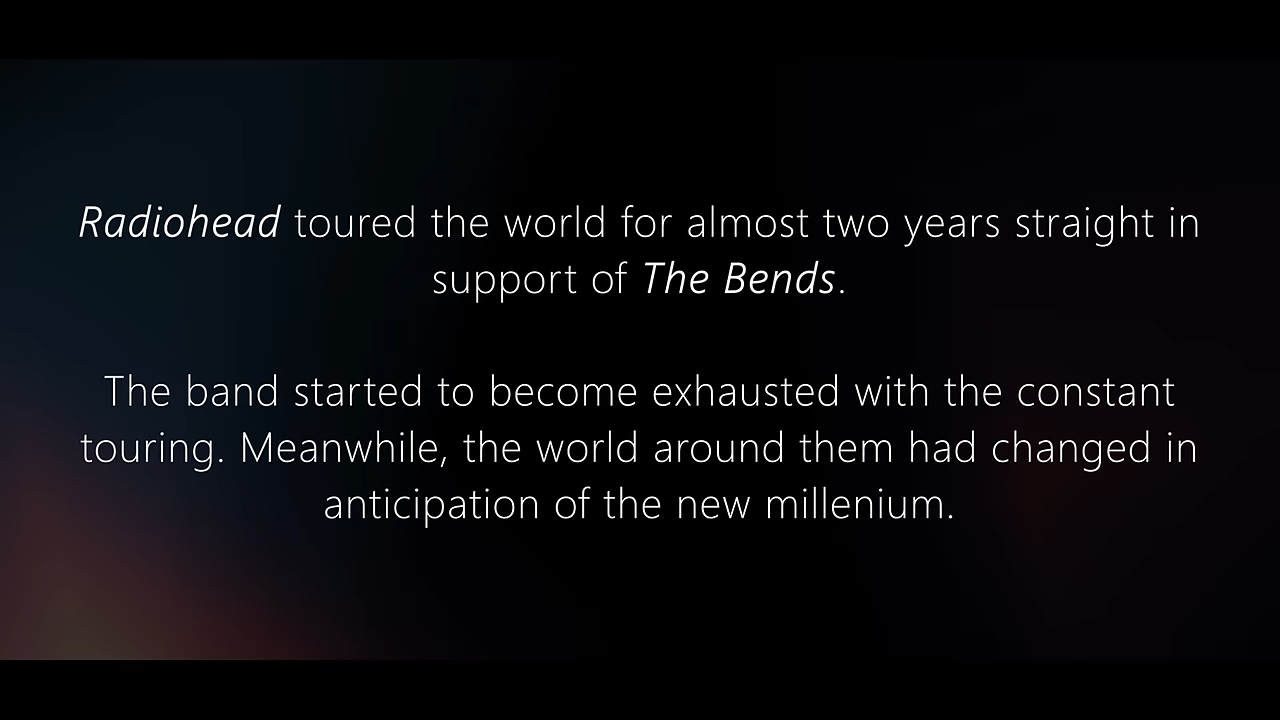 Radiohead toured the world for almost two years straight in
support of The Bends.
The band started to become exhausted with the constant
touring. Meanwhile, the world around them had changed in
anticipation of the new millenium.